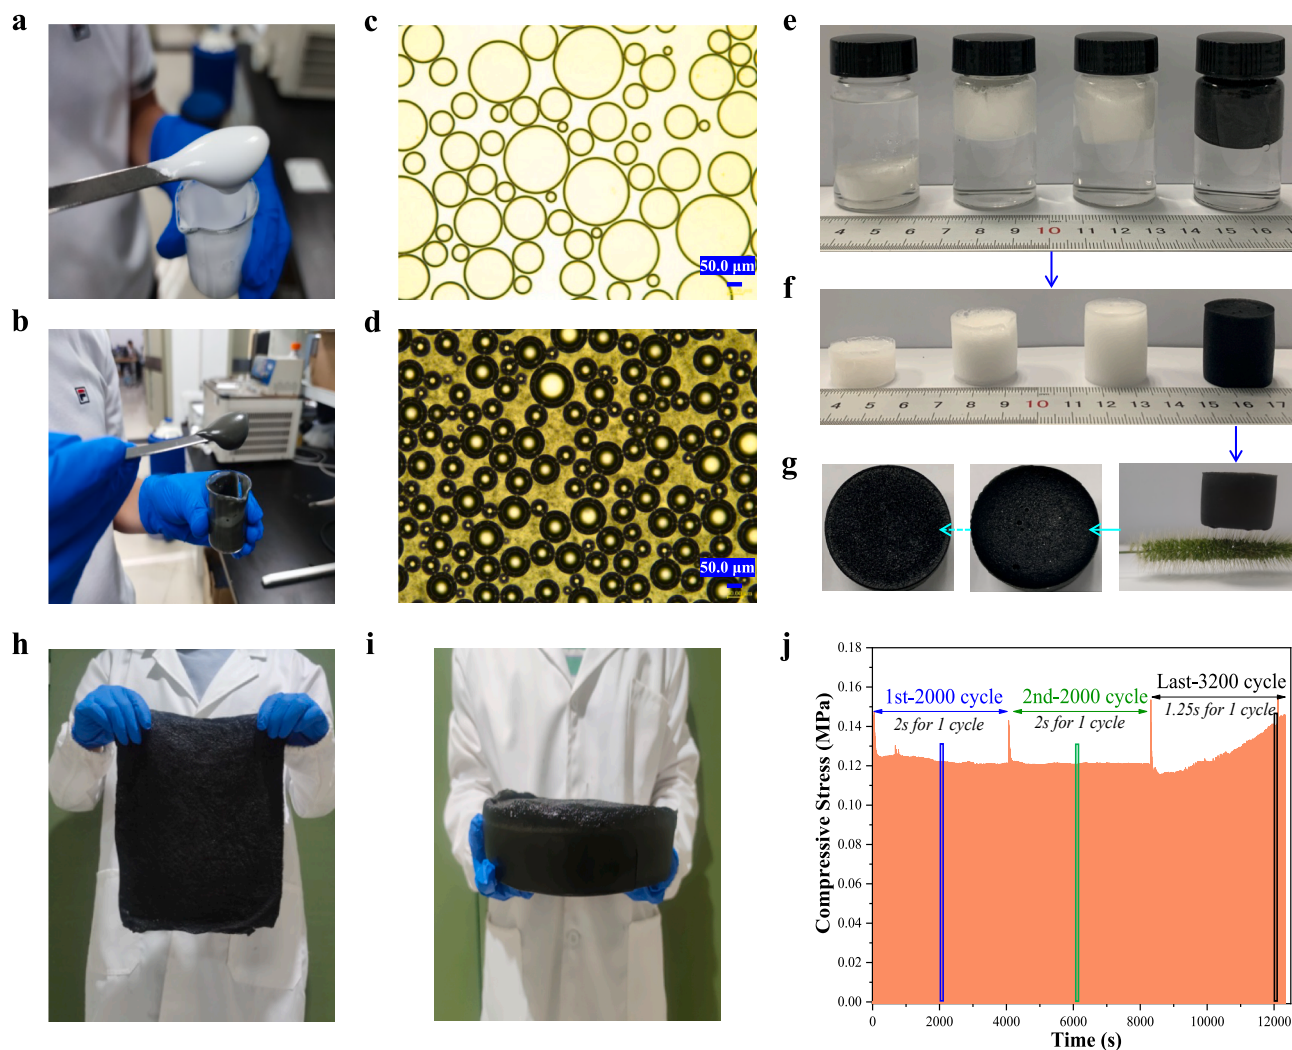 a
c
e
50.0 μm
4 5 6 7 8 9 10 11 12 13 14 15 16 1
f
4 5 6 7 8 9 10 11 12 13 14 15 16 17
b
d
50.0 μm
g
h
i
j
0.18
0.16
0.14
0.12
0.10
0.08
0.06
0.04
0.02
0.00
Compressive Stress (MPa)
1st-2000 cycle
2s for 1 cycle
2nd-2000 cycle
2s for 1 cycle
Last-3200 cycle
1.25s for 1 cycle
0 2000 4000 6000 8000 10000 12000
Time (s)